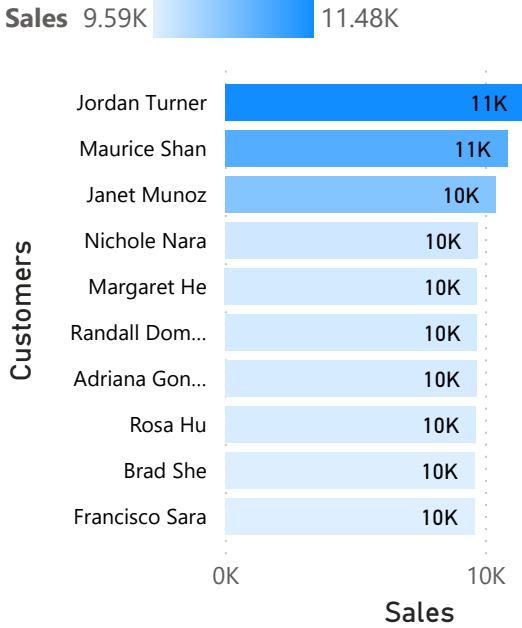 Sales 9.59K 11.48K
Jordan Turner 11K
Maurice Shan 11K
Janet Munoz 10K
Nichole Nara 10K
Margaret He 10K
Randall Dom... 10K
Adriana Gon... 10K
Rosa Hu 10K
Brad She 10K
Francisco Sara 10K
Customers
0K 10K
Sales